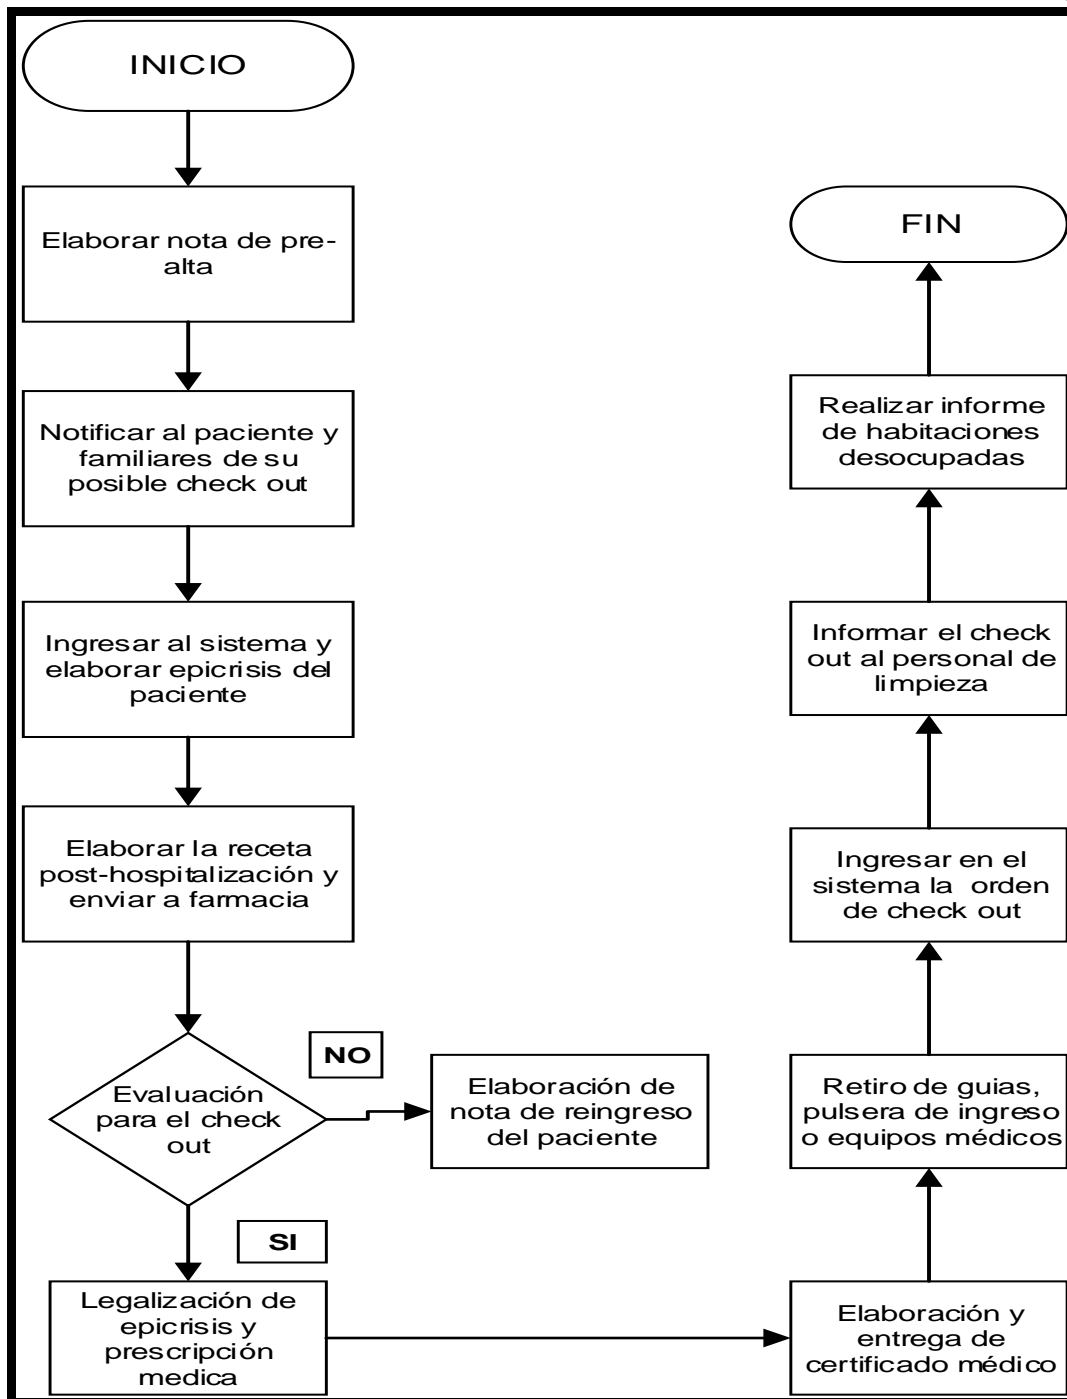 INICIO
Elaborar nota de pre-
alta
Notificar al paciente y
familiares de su
posible check out
Ingresar al sistema y
elaborar epicrisis del
paciente
Elaborar la receta
post-hospitalización y
enviar a farmacia
Evaluación
para el check
out
NO
Elaboración de
nota de reingreso
del paciente
SI
Legalización de
epicrisis y
prescripción
medica
Elaboración y
entrega de
certificado médico
Retiro de guias,
pulsera de ingreso
o equipos médicos
Ingresar en el
sistema la orden
de check out
Informar el check
out al personal de
limpieza
Realizar informe
de habitaciones
desocupadas
FIN